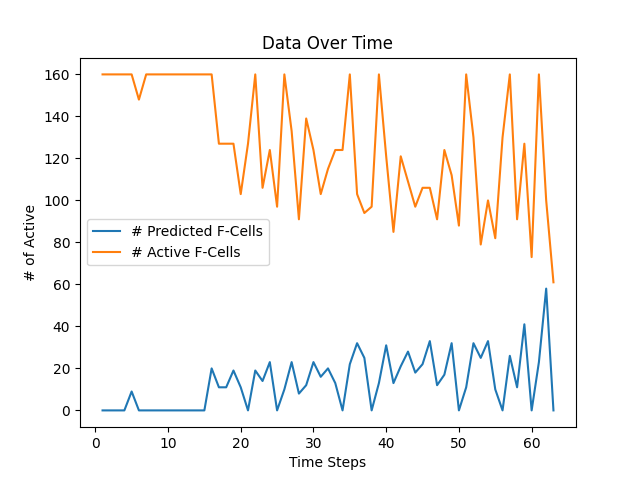 Data Over Time
# of Active
160
140
120
100
80
60
40
20
0
# Predicted F-Cells
# Active F-Cells
0 10 20 30 40 50 60
Time Steps